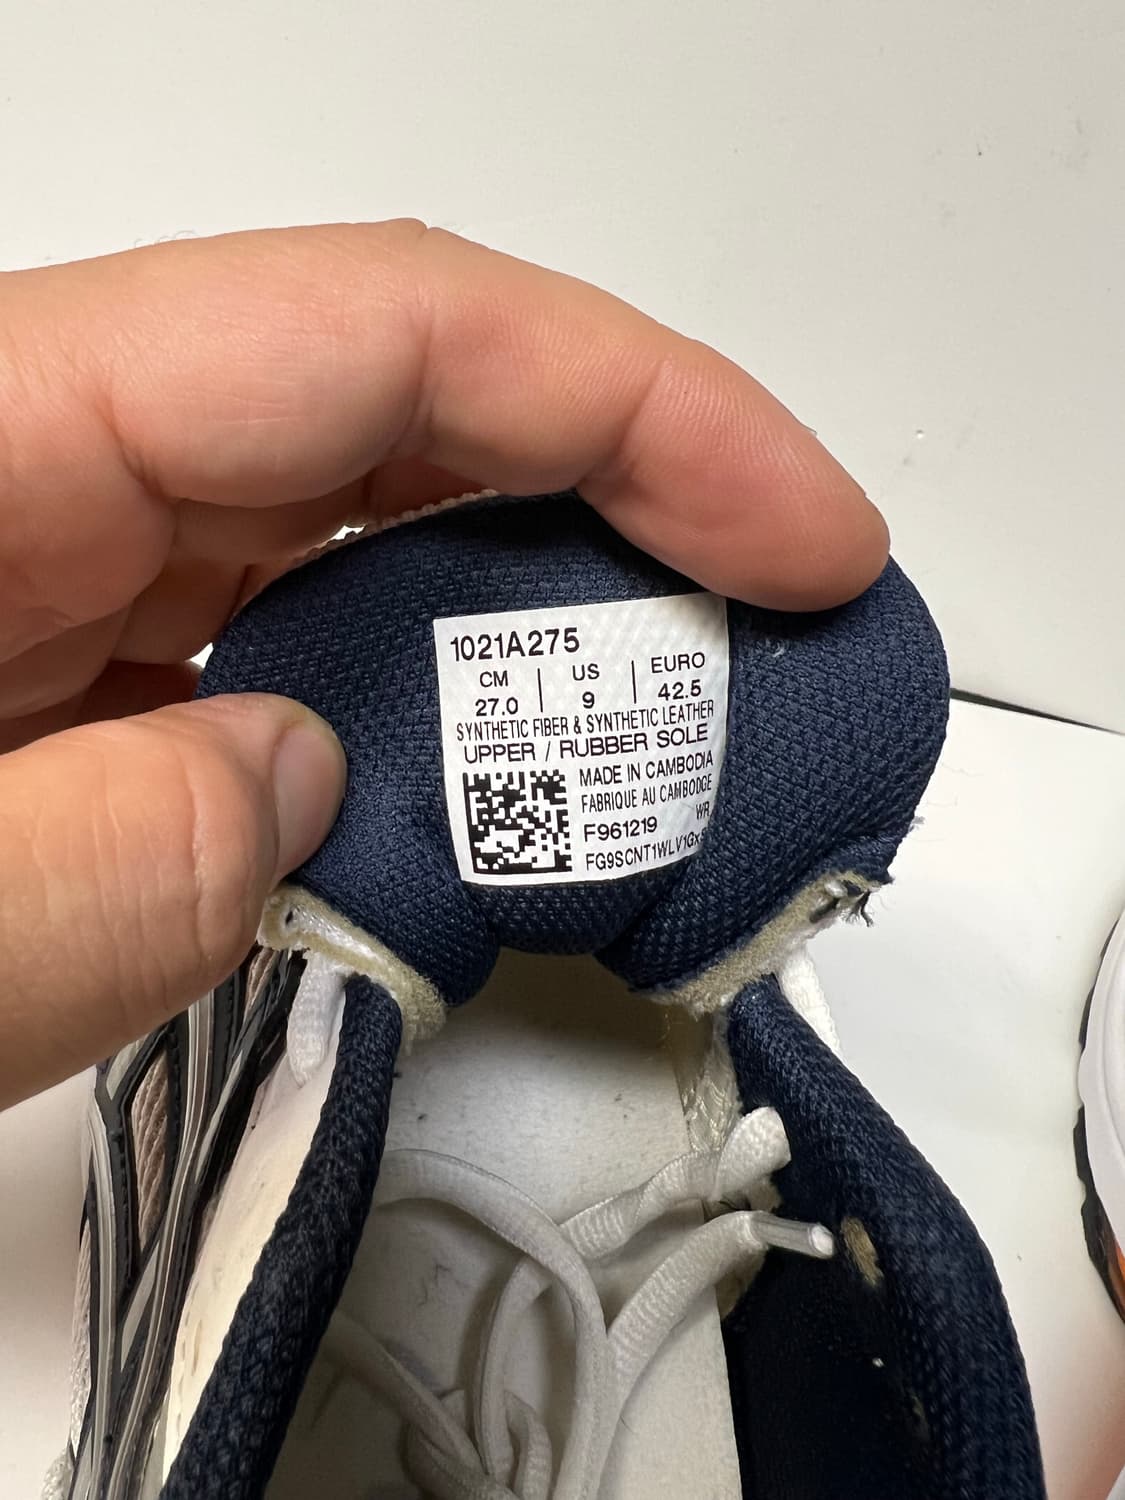 1021A275
CM | US | EURO
27.0 | 9 | 42.5
SYNTHETIC FIBER & SYNTHETIC LEATHER
UPPER / RUBBER SOLE
MADE IN CAMBODIA
FABRIQUE AU CAMBODGE
F961219 WR